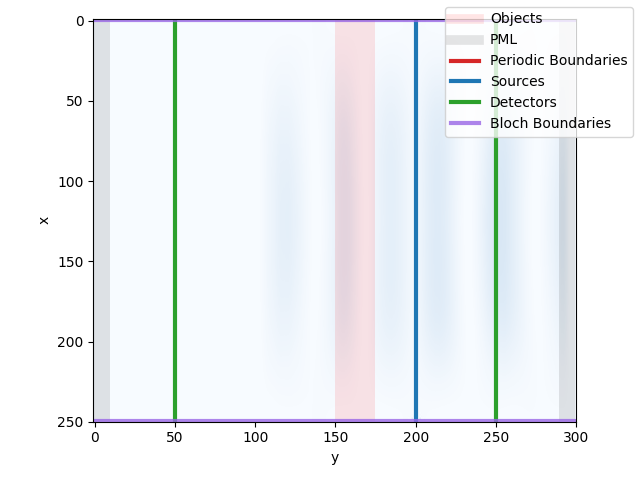 Objects
PML
Periodic Boundaries
Sources
Detectors
Bloch Boundaries
0
50
100
150
200
250
x
0
50
100
150
200
250
300
y